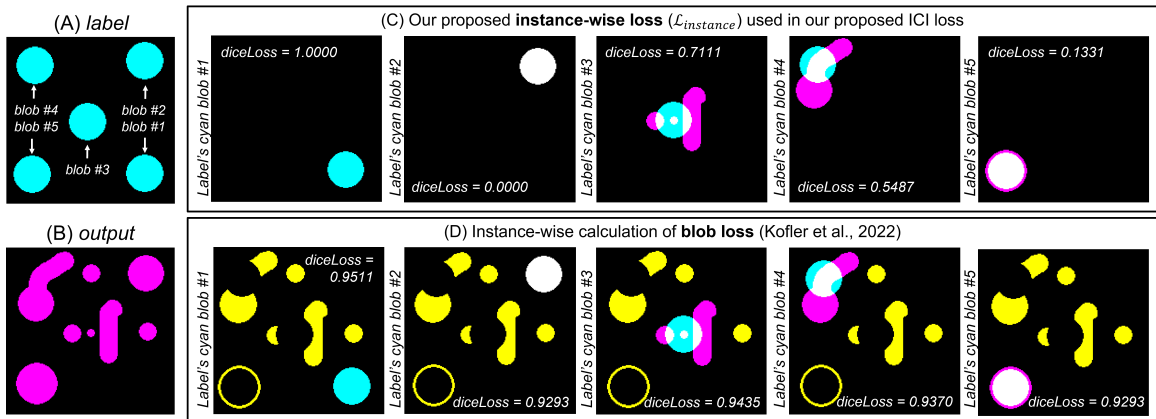 (A) label
blob #4
blob #5
blob #2
blob #1
blob #3
(B) output
(C) Our proposed instance-wise loss (ℒ𝑖𝑛𝑠𝑡𝑎𝑛𝑐𝑒) used in our proposed ICI loss
Label's cyan blob #1
diceLoss = 1.0000
Label's cyan blob #2
diceLoss = 0.0000
Label's cyan blob #3
diceLoss = 0.7111
Label's cyan blob #4
diceLoss = 0.5487
Label's cyan blob #5
diceLoss = 0.1331
(D) Instance-wise calculation of blob loss (Kofler et al., 2022)
Label's cyan blob #1
diceLoss =
0.9511
Label's cyan blob #2
diceLoss = 0.9293
Label's cyan blob #3
diceLoss = 0.9435
Label's cyan blob #4
diceLoss = 0.9370
Label's cyan blob #5
diceLoss = 0.9293